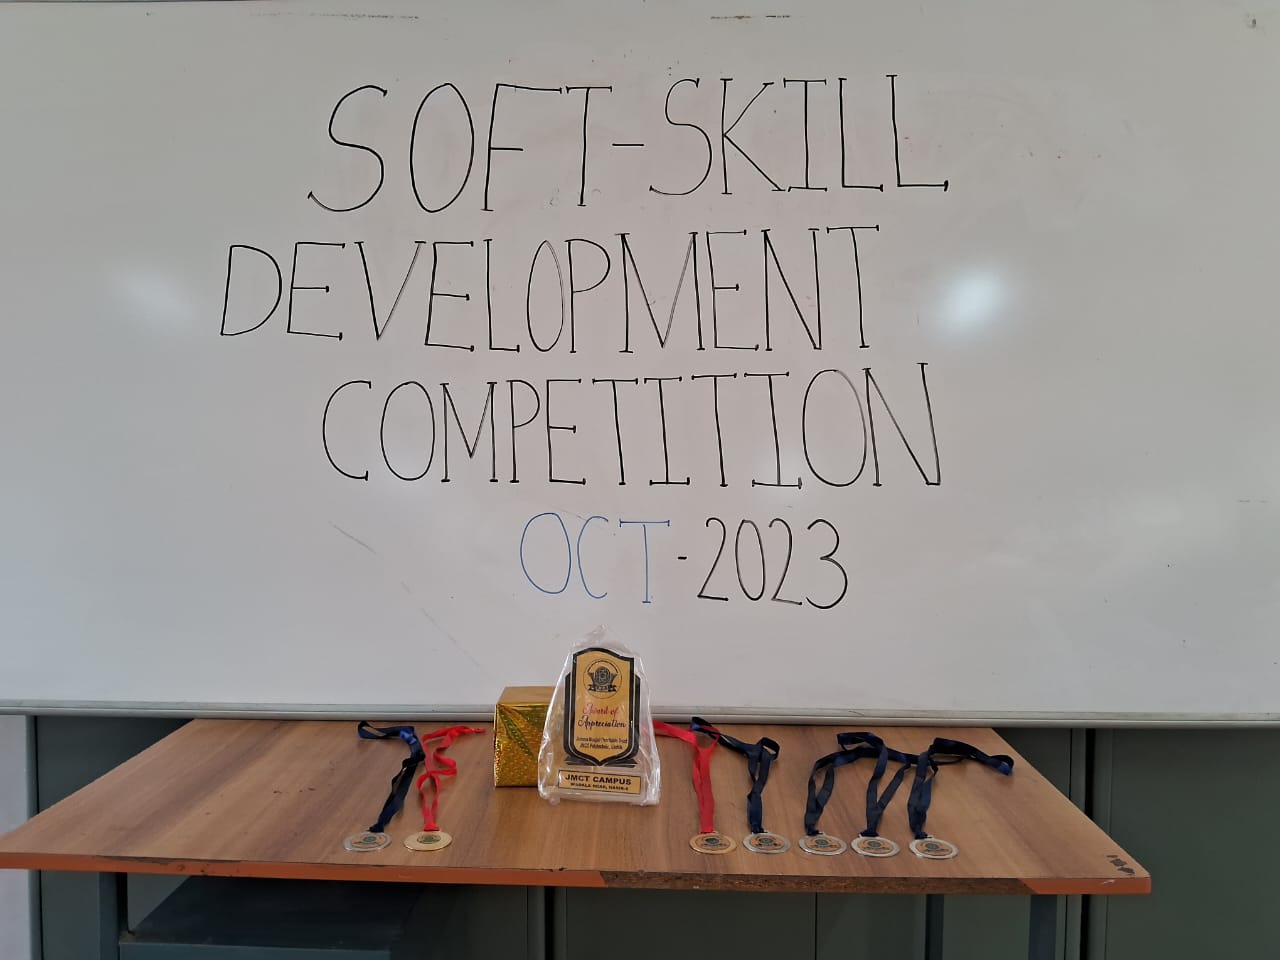 SOFT-SKILL
DEVELOPMENT
COMPETITION
OCT-2023
Award of
Appreciation
JMCT CAMPUS